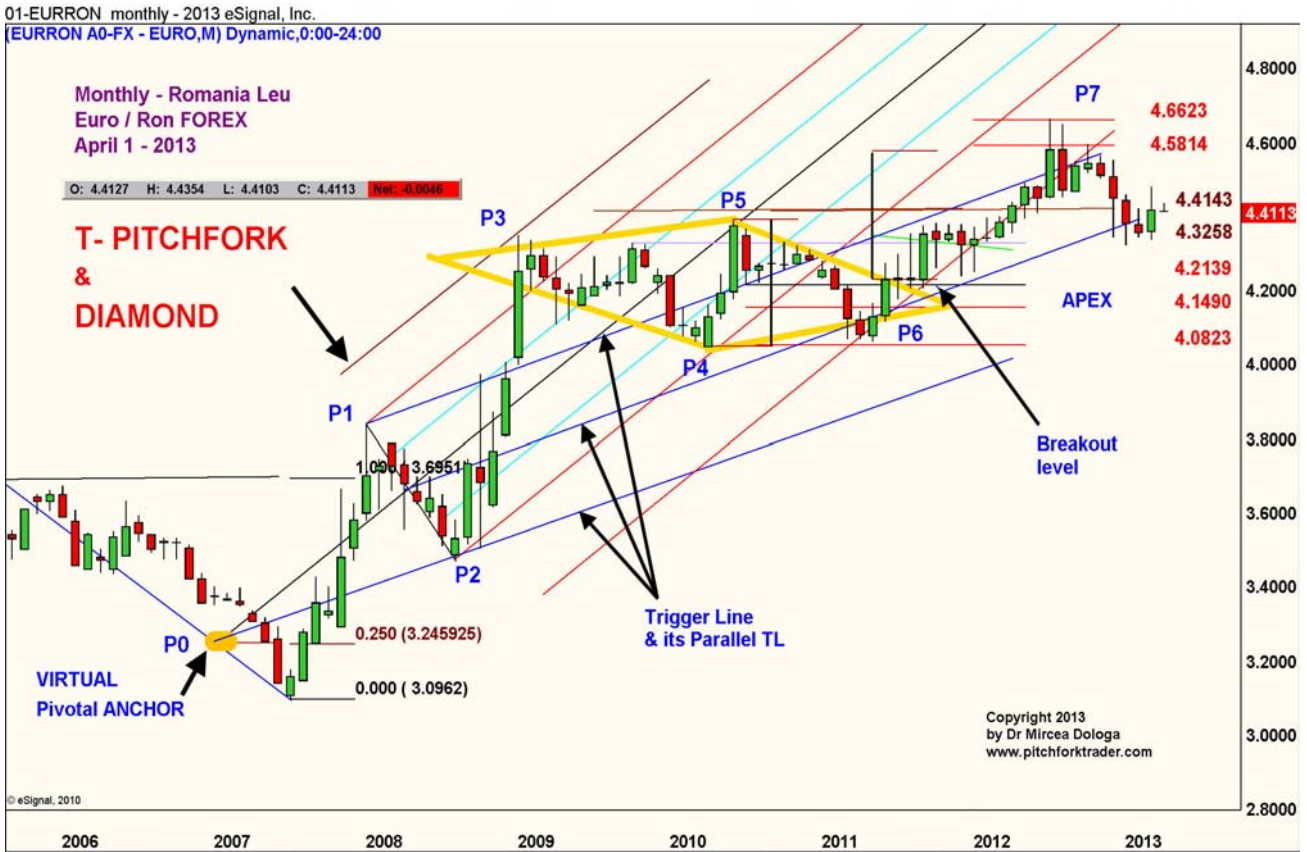 01-EURRON monthly - 2013 eSignal, Inc.
(EURRON A0-FX - EURO,M) Dynamic,0:00-24:00
Monthly - Romania Leu
Euro / Ron FOREX
April 1 - 2013
O: 4.4127 H: 4.4354 L: 4.4103 C: 4.4113 Net: -0.0046
T- PITCHFORK
&
DIAMOND
P0
P1
P2
P3
P4
P5
P6
P7
4.6623
4.5814
4.4143
4.3258
4.2139
4.1490
4.0823
APEX
Breakout
level
1.000 ( 3.6951)
0.250 (3.245925)
0.000 ( 3.0962)
Trigger Line
& its Parallel TL
VIRTUAL
Pivotal ANCHOR
Copyright 2013
by Dr Mircea Dologa
www.pitchforktrader.com
© eSignal, 2010
4.8000
4.6000
4.4113
4.2000
4.0000
3.8000
3.6000
3.4000
3.2000
3.0000
2.8000
2006 2007 2008 2009 2010 2011 2012 2013